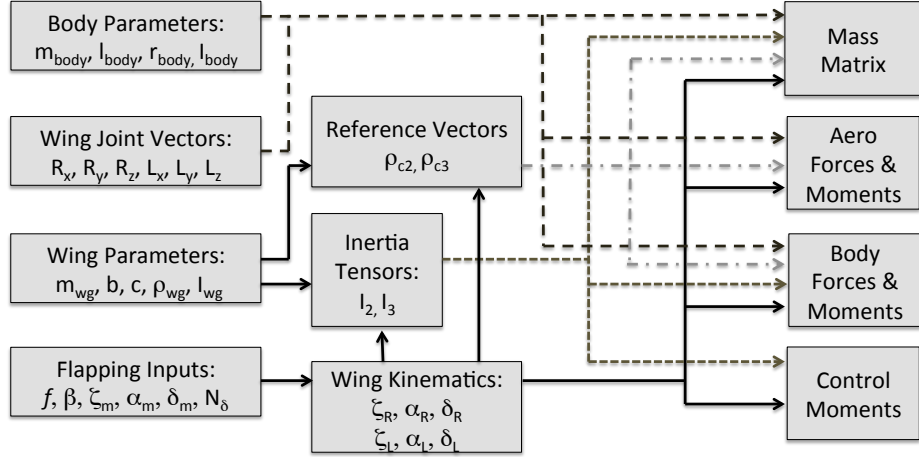 Body Parameters:
m_body, l_body, r_body, I_body
Wing Joint Vectors:
R_x, R_y, R_z, L_x, L_y, L_z
Wing Parameters:
m_wg, b, c, ρ_wg, I_wg
Flapping Inputs:
f, β, ζ_m, α_m, δ_m, N_δ
Reference Vectors
ρ_c2, ρ_c3
Inertia
Tensors:
I_2, I_3
Wing Kinematics:
ζ_R, α_R, δ_R
ζ_L, α_L, δ_L
Mass
Matrix
Aero
Forces &
Moments
Body
Forces &
Moments
Control
Moments